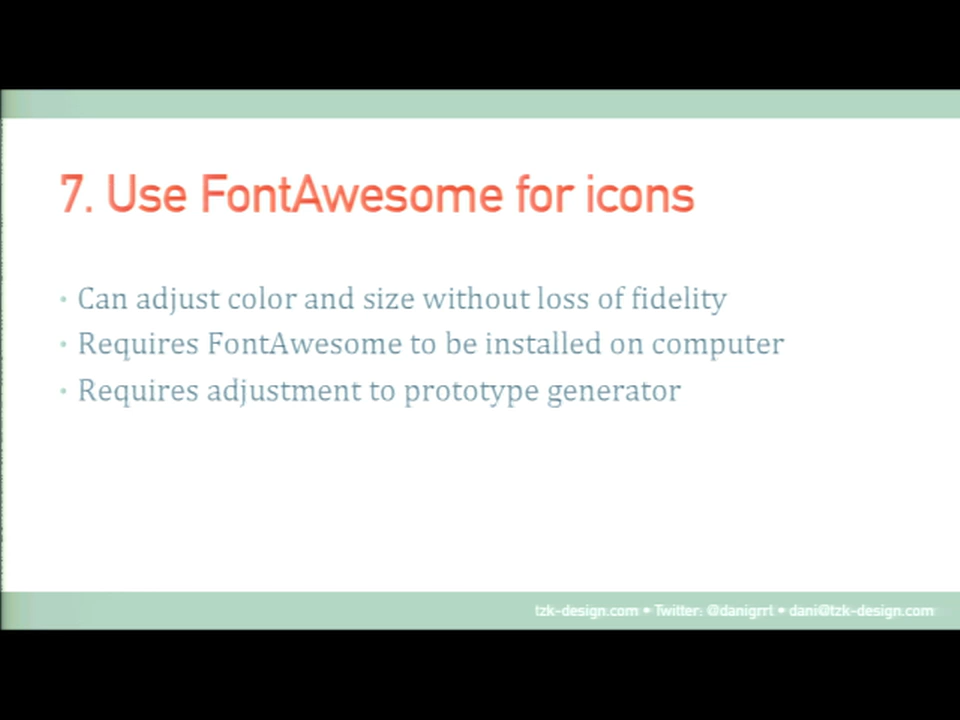 7. Use FontAwesome for icons
• Can adjust color and size without loss of fidelity
• Requires FontAwesome to be installed on computer
• Requires adjustment to prototype generator
tzk-design.com • Twitter: @danigrrl • dani@tzk-design.com